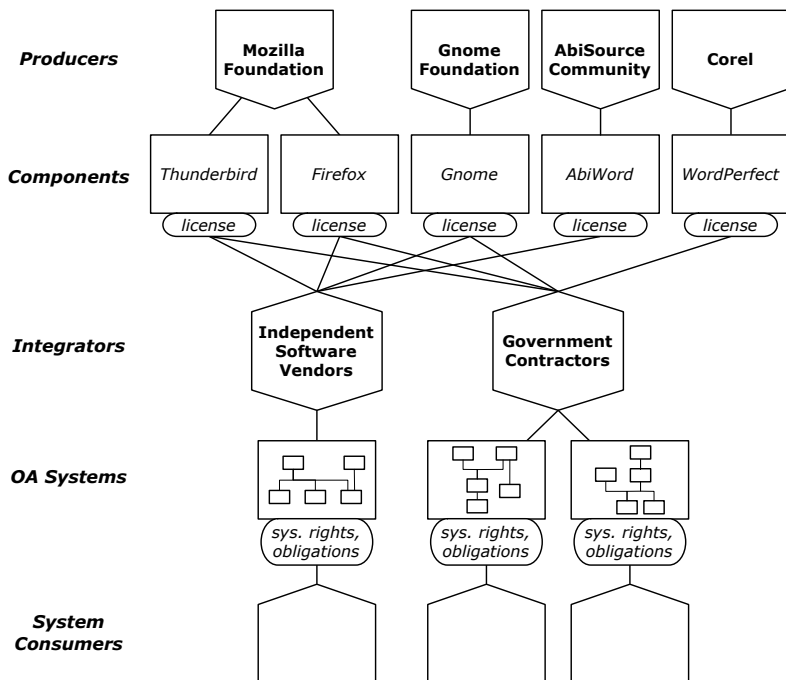 Producers
Mozilla
Foundation
Gnome
Foundation
AbiSource
Community
Corel
Components
Thunderbird
Firefox
Gnome
AbiWord
WordPerfect
license
license
license
license
license
Integrators
Independent
Software
Vendors
Government
Contractors
OA Systems
sys. rights,
obligations
sys. rights,
obligations
sys. rights,
obligations
System
Consumers